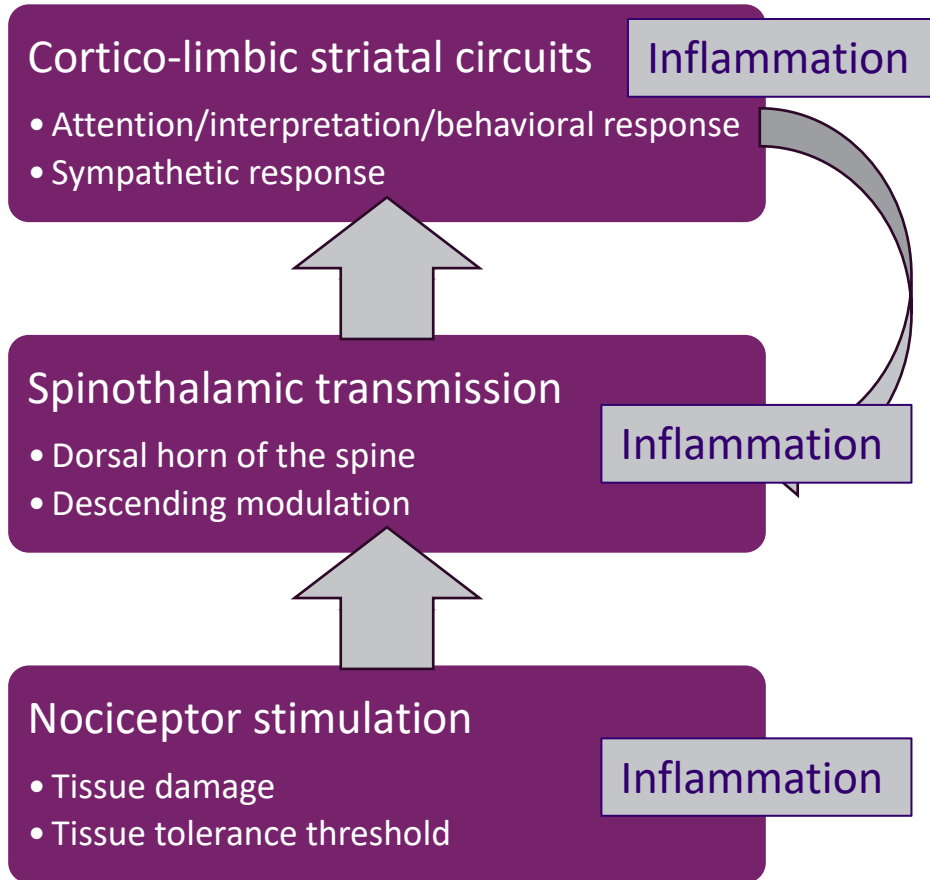 Cortico-limbic striatal circuits
Inflammation
• Attention/interpretation/behavioral response
• Sympathetic response
Spinothalamic transmission
Inflammation
• Dorsal horn of the spine
• Descending modulation
Nociceptor stimulation
Inflammation
• Tissue damage
• Tissue tolerance threshold